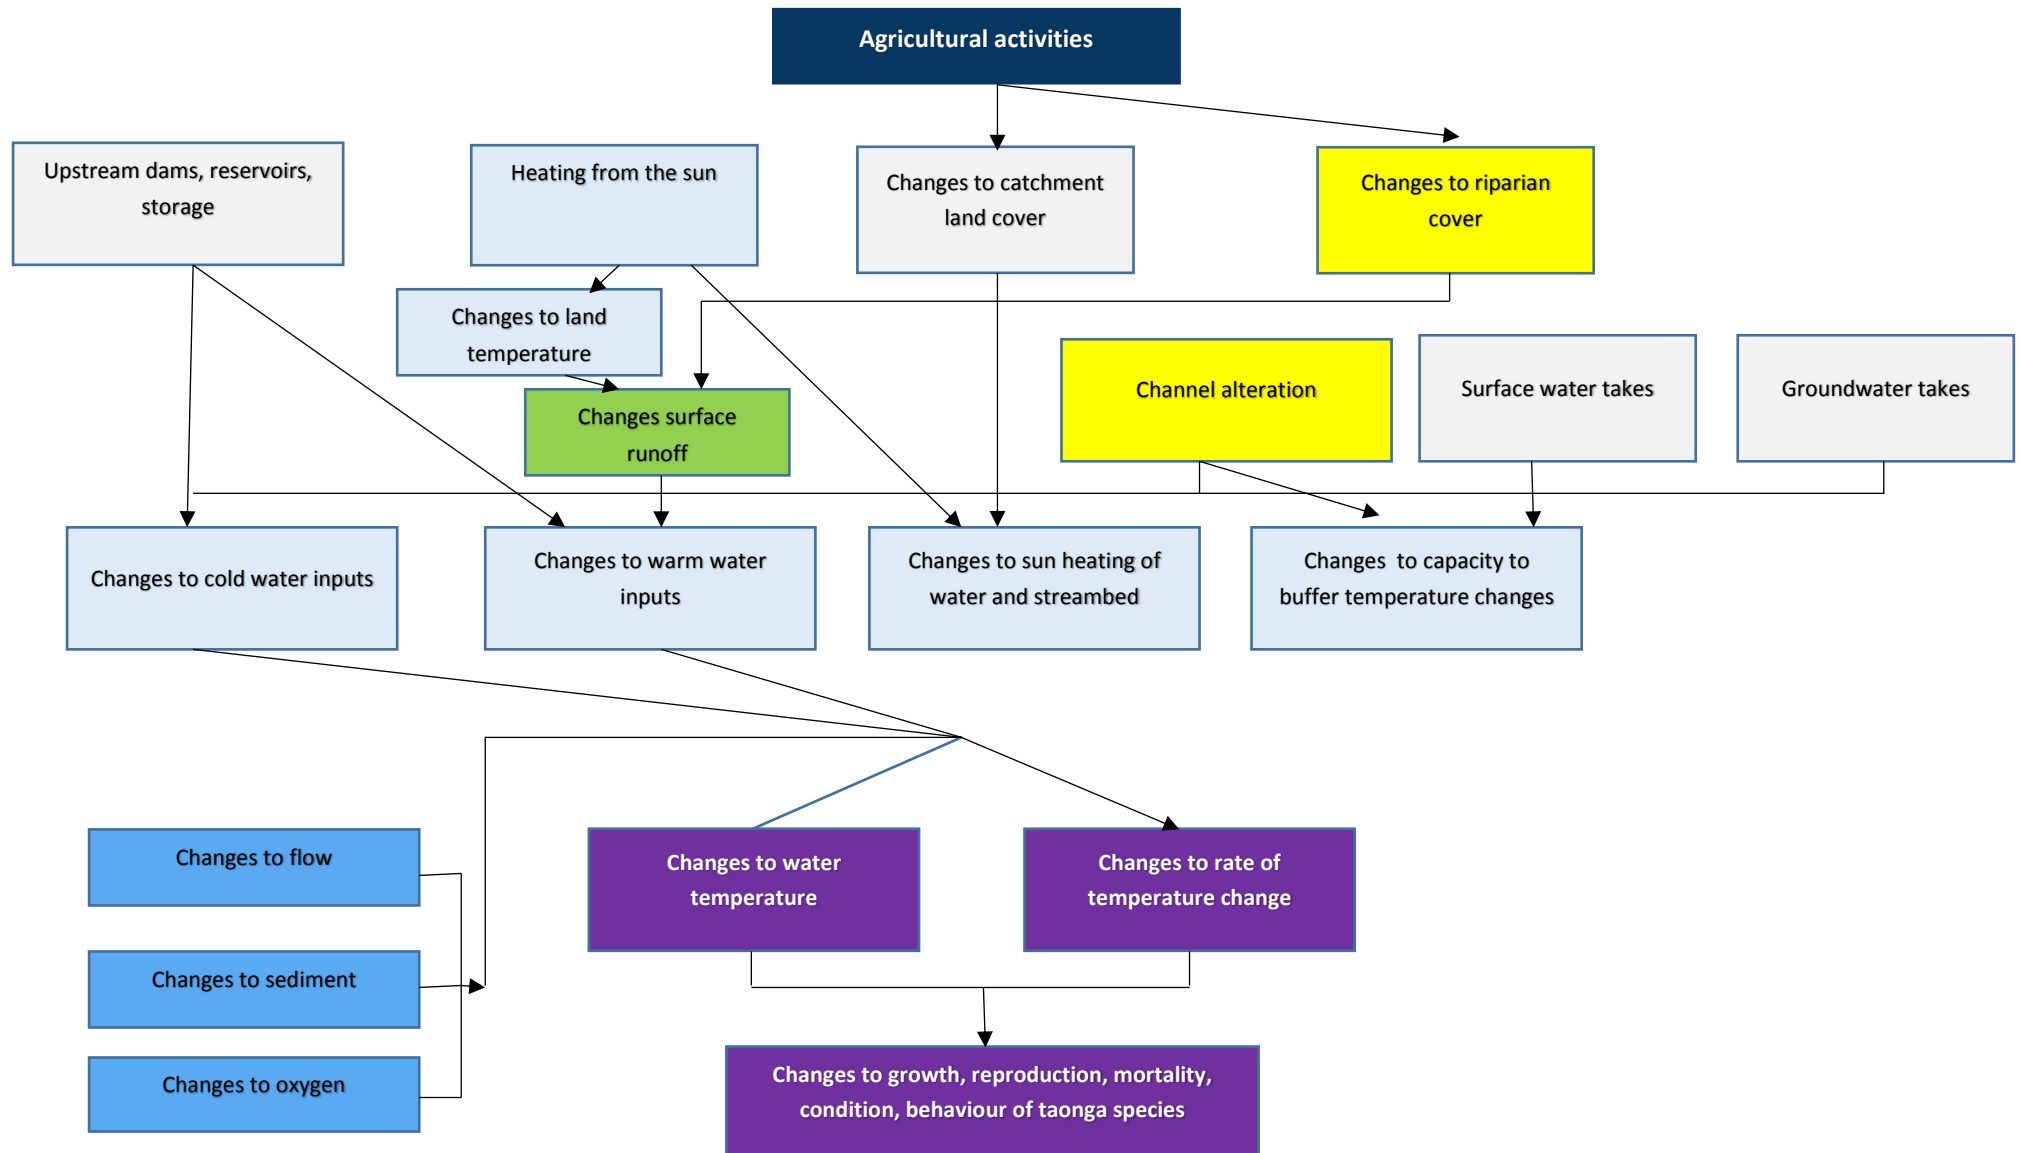 Agricultural activities
Upstream dams, reservoirs,
storage
Heating from the sun
Changes to catchment
land cover
Changes to riparian
cover
Changes to land
temperature
Changes surface
runoff
Channel alteration
Surface water takes
Groundwater takes
Changes to cold water inputs
Changes to warm water
inputs
Changes to sun heating of
water and streambed
Changes to capacity to
buffer temperature changes
Changes to flow
Changes to sediment
Changes to oxygen
Changes to water
temperature
Changes to rate of
temperature change
Changes to growth, reproduction, mortality,
condition, behaviour of taonga species